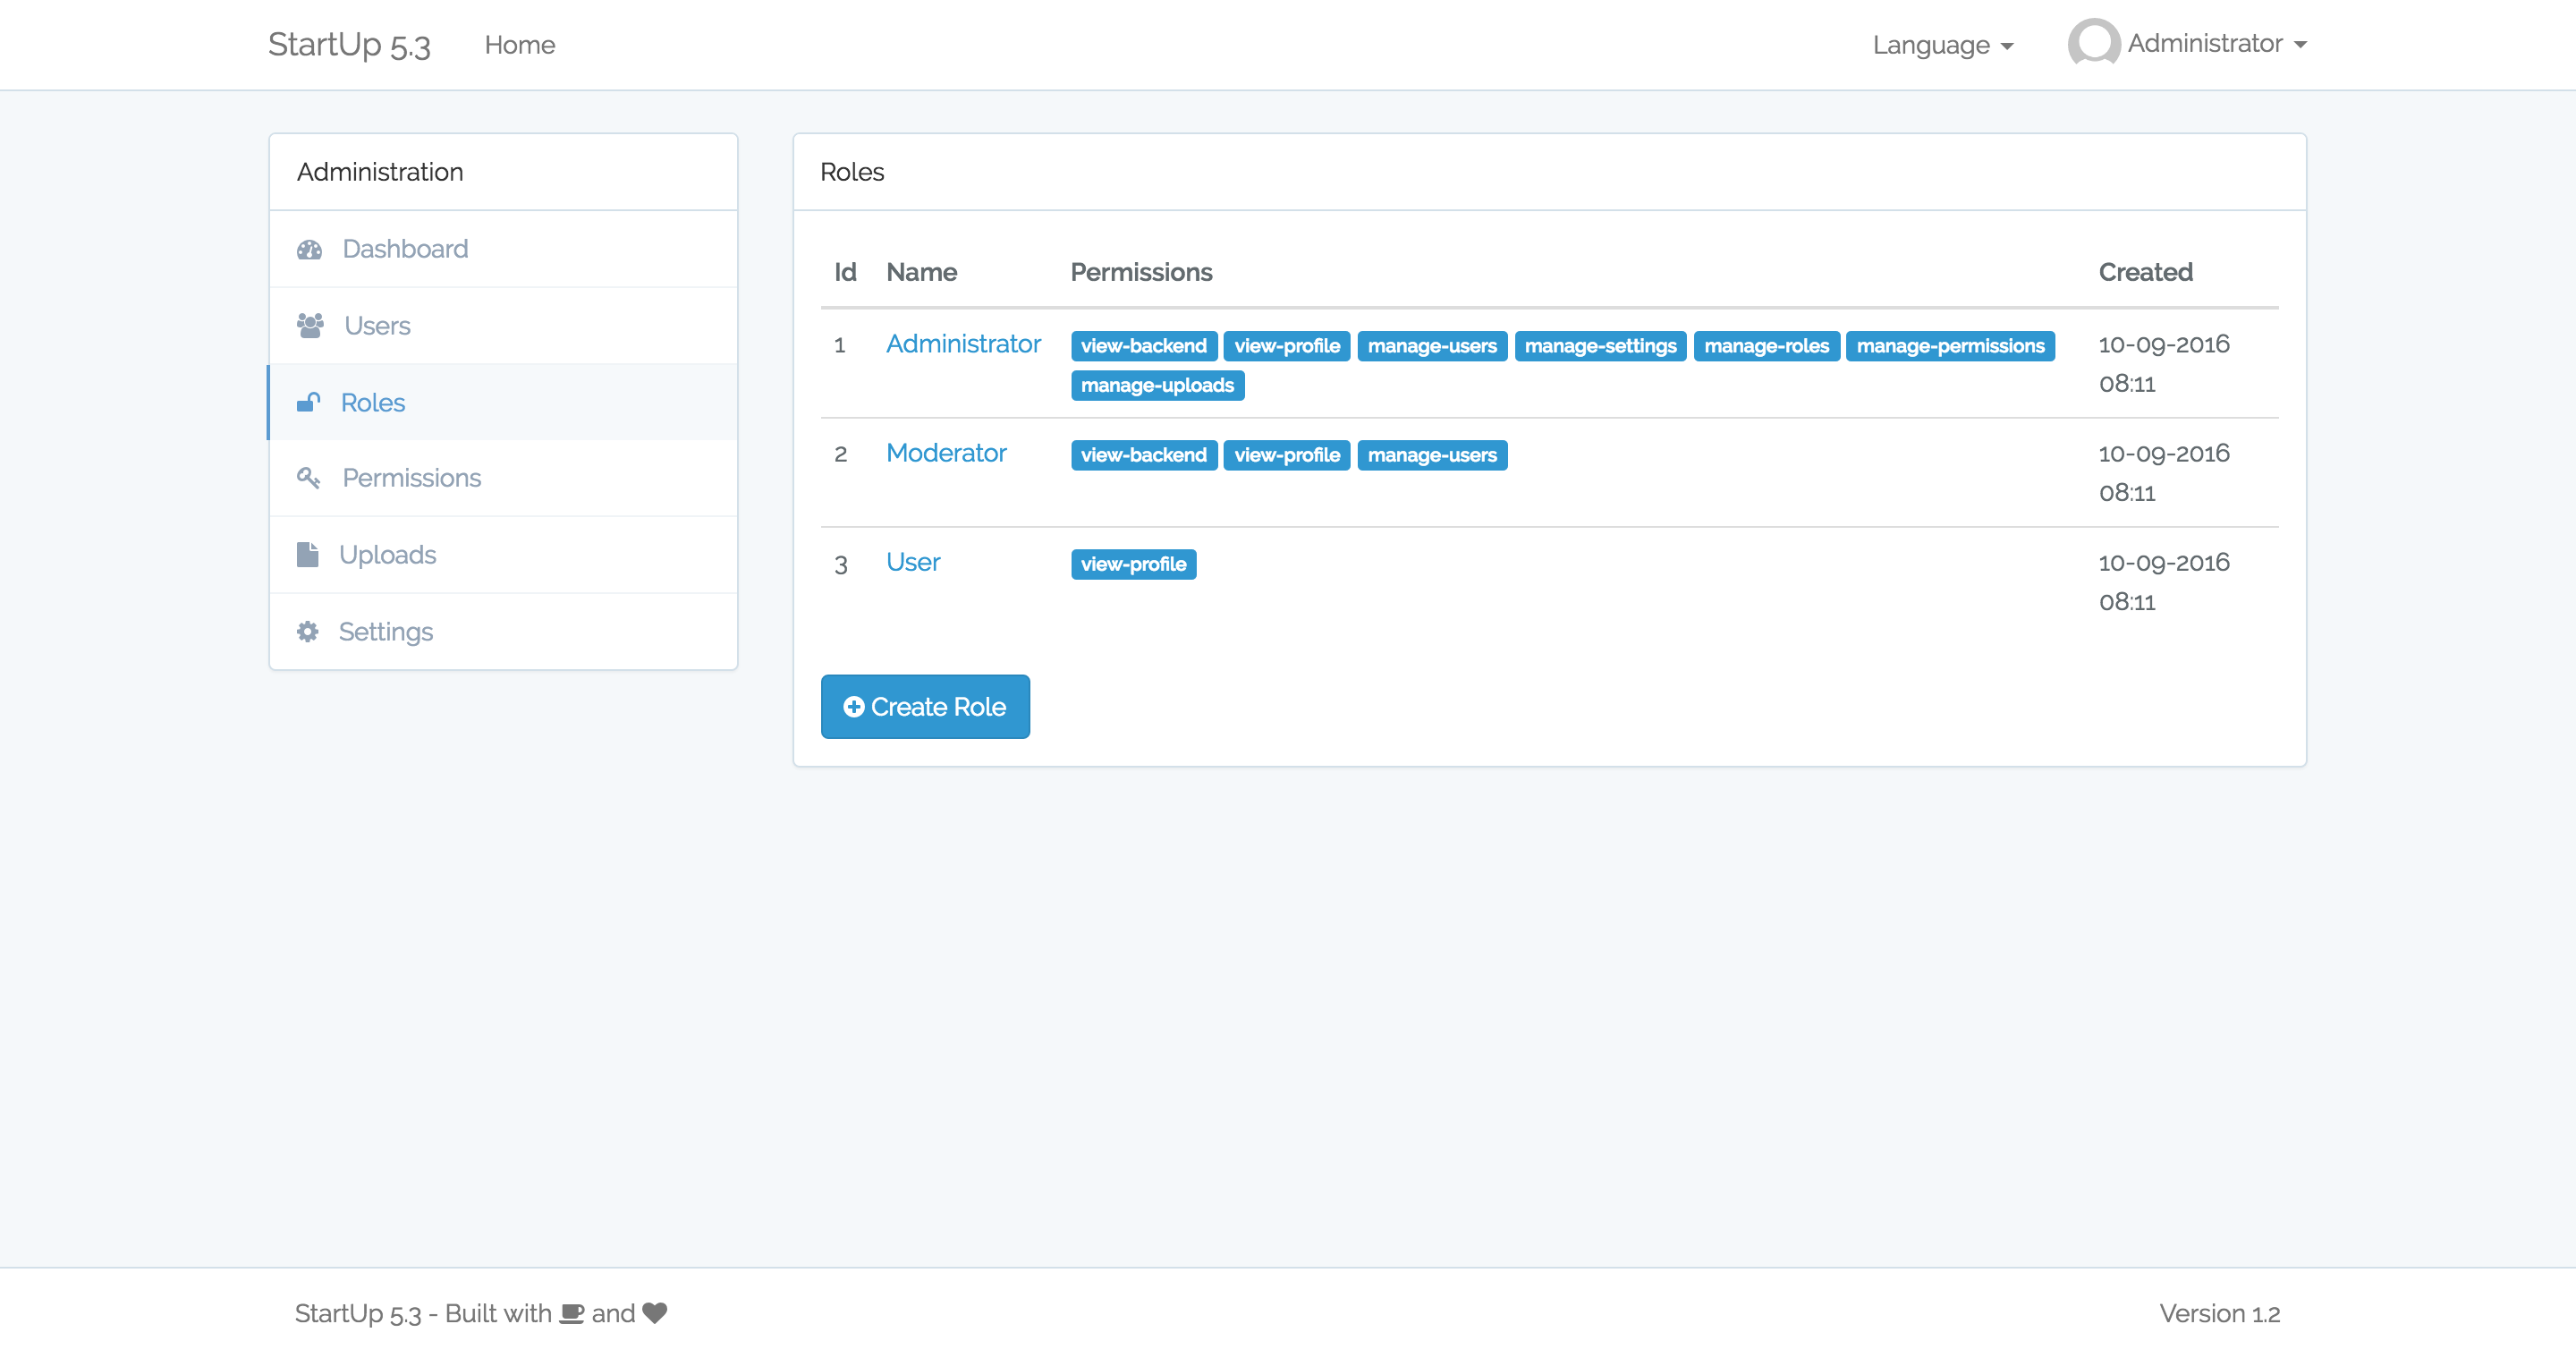 StartUp 5.3 Home Language Administrator
Administration
Dashboard
Users
Roles
Permissions
Uploads
Settings
Roles
Id Name Permissions Created
1 Administrator view-backend view-profile manage-users manage-settings manage-roles manage-permissions 10-09-2016
manage-uploads 08:11
2 Moderator view-backend view-profile manage-users 10-09-2016
08:11
3 User view-profile 10-09-2016
08:11
Create Role
StartUp 5.3 - Built with and Version 1.2